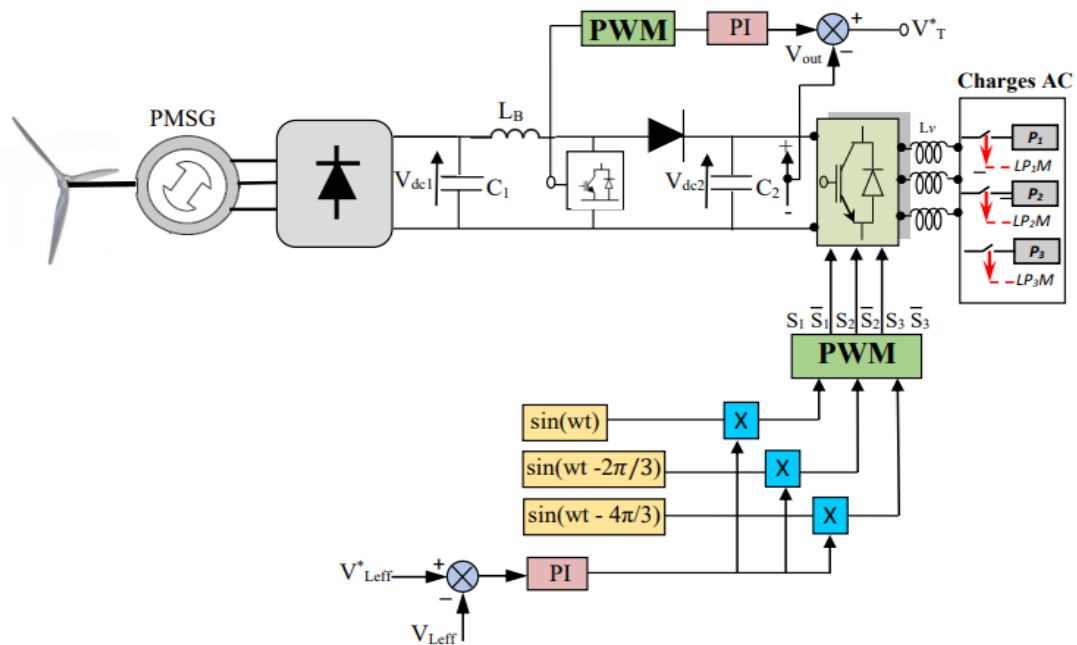 PWM
PI
+
V*T
Vout
−
Charges AC
PMSG
LB
Lv
P1
LP1M
Vdc1
C1
Vdc2
C2
+
-
P2
LP2M
P3
LP3M
S1 S̅1 S2 S̅2 S3 S̅3
PWM
sin(wt)
X
sin(wt -2π/3)
X
sin(wt - 4π/3)
X
V*Leff
+
PI
−
VLeff